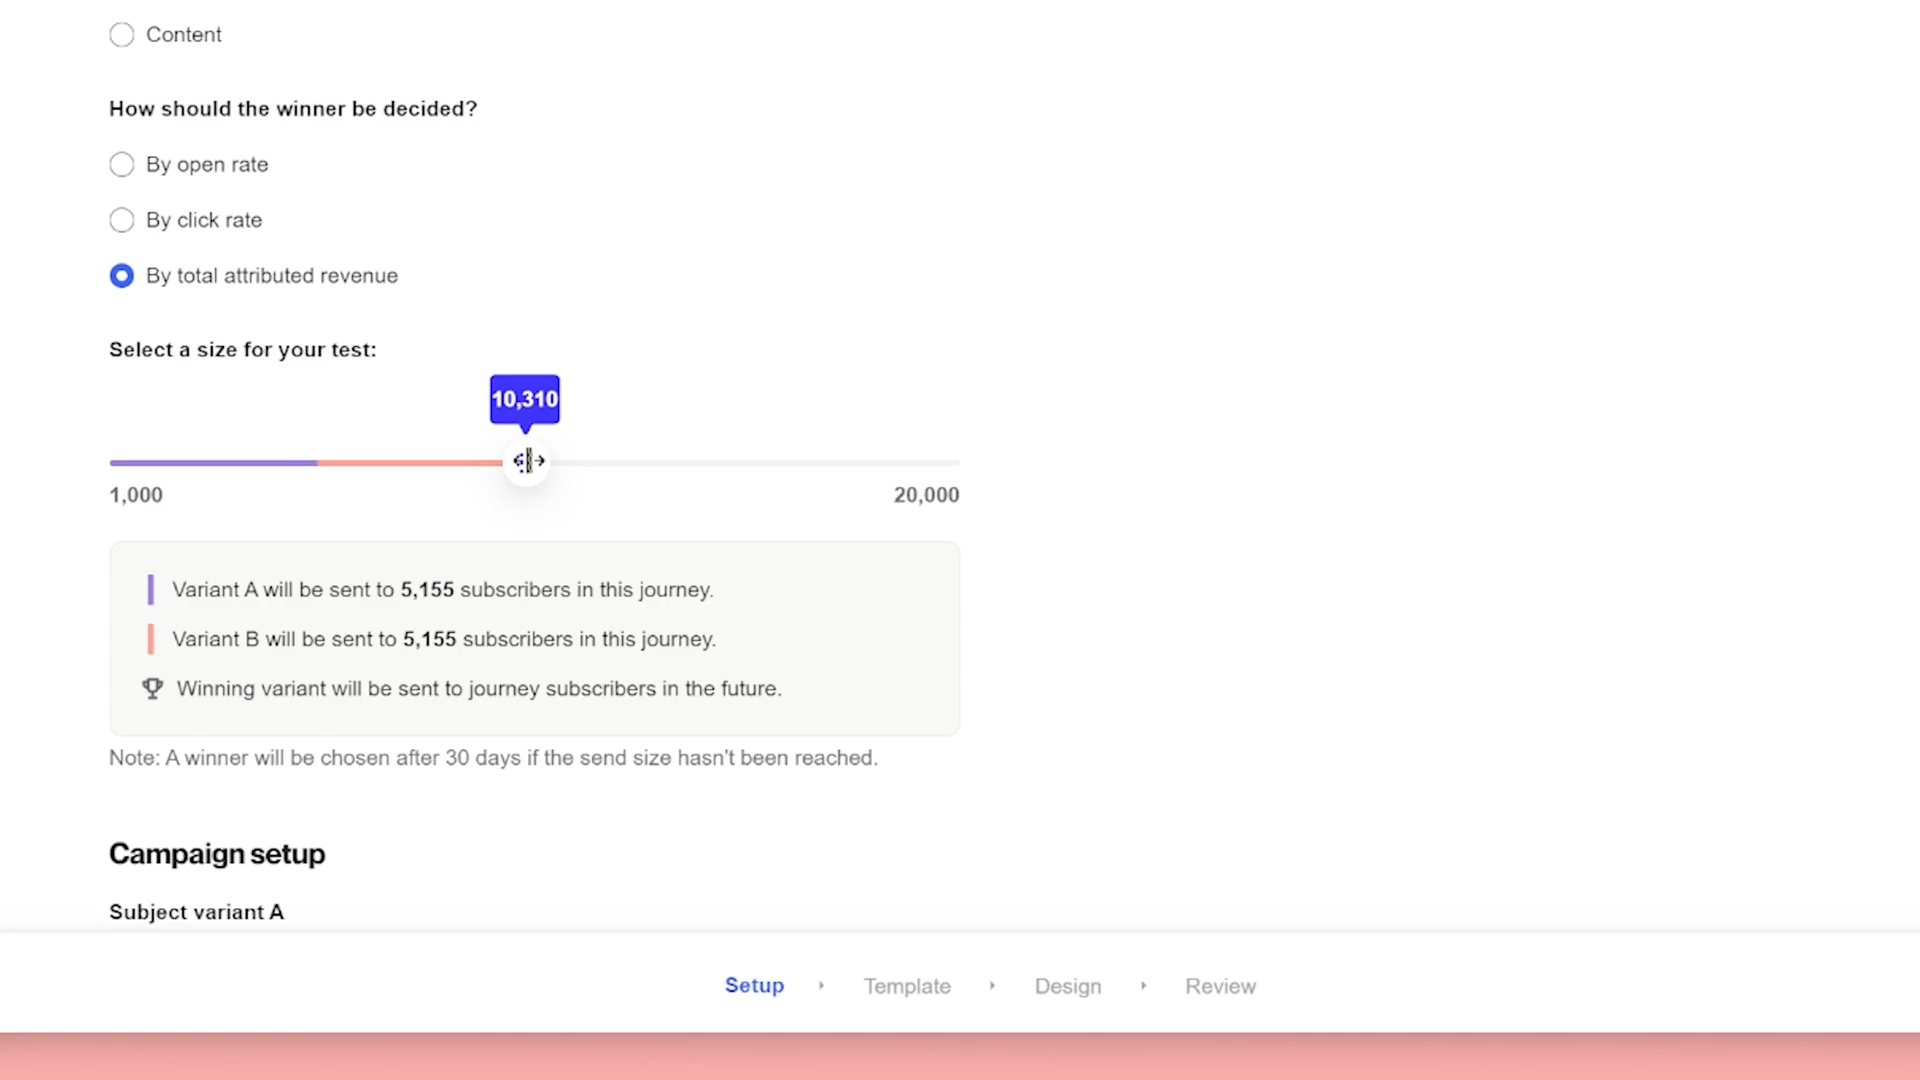 Content
How should the winner be decided?
By open rate
By click rate
By total attributed revenue
Select a size for your test:
10,310
1,000 20,000
Variant A will be sent to 5,155 subscribers in this journey.
Variant B will be sent to 5,155 subscribers in this journey.
Winning variant will be sent to journey subscribers in the future.
Note: A winner will be chosen after 30 days if the send size hasn't been reached.
Campaign setup
Subject variant A
Setup Template Design Review